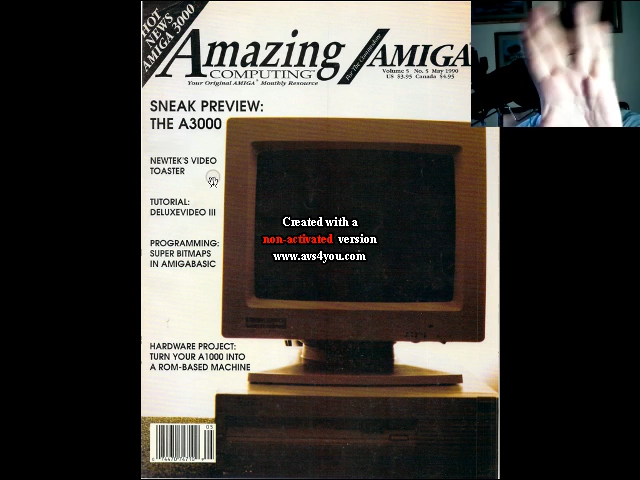 HOT
NEWS
AMIGA 3000
Amazing
COMPUTING™
Your Original AMIGA® Monthly Resource
For The Commodore
AMIGA
Volume 5 No. 5 May 1990
US $3.95 Canada $4.95
SNEAK PREVIEW:
THE A3000
NEWTEK'S VIDEO
TOASTER
TUTORIAL:
DELUXEVIDEO III
PROGRAMMING:
SUPER BITMAPS
IN AMIGABASIC
HARDWARE PROJECT:
TURN YOUR A1000 INTO
A ROM-BASED MACHINE
Created with a
non-activated version
www.avs4you.com
05